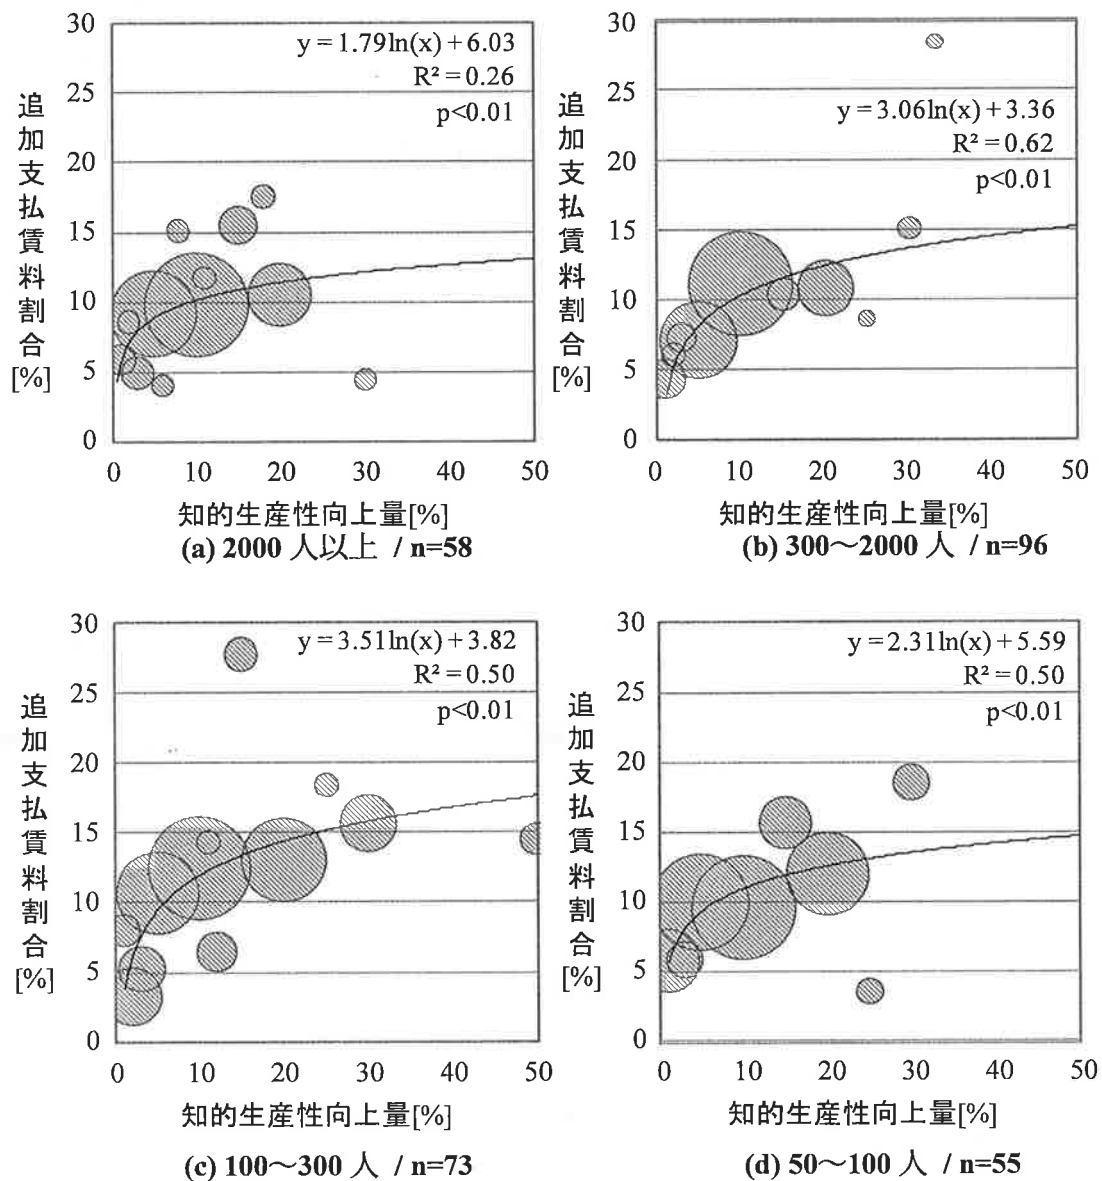 y = 1.79ln(x) + 6.03
R² = 0.26
p<0.01
追加支払賃料割合[%]
30
25
20
15
10
5
0
0 10 20 30 40 50
知的生産性向上量[%]
(a) 2000 人以上 / n=58
y = 3.06ln(x) + 3.36
R² = 0.62
p<0.01
追加支払賃料割合[%]
30
25
20
15
10
5
0
0 10 20 30 40 50
知的生産性向上量[%]
(b) 300～2000 人 / n=96
y = 3.51ln(x) + 3.82
R² = 0.50
p<0.01
追加支払賃料割合[%]
30
25
20
15
10
5
0
0 10 20 30 40 50
知的生産性向上量[%]
(c) 100～300 人 / n=73
y = 2.31ln(x) + 5.59
R² = 0.50
p<0.01
追加支払賃料割合[%]
30
25
20
15
10
5
0
0 10 20 30 40 50
知的生産性向上量[%]
(d) 50～100 人 / n=55